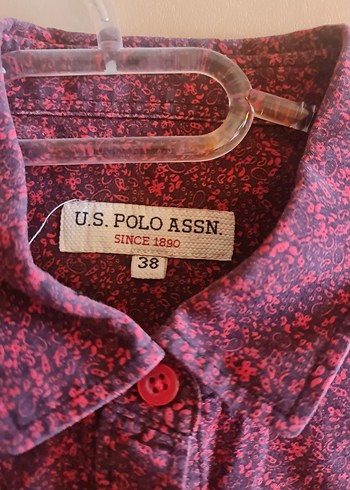 U.S. POLO ASSN.
SINCE 1890
38